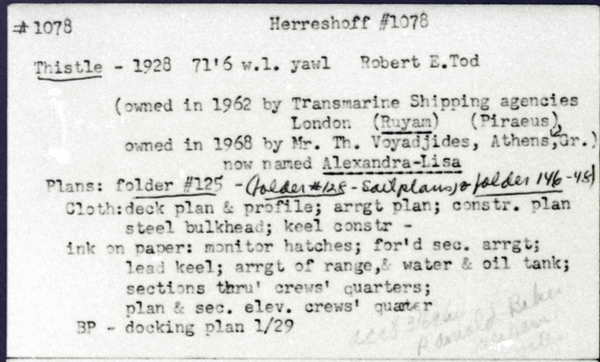 # 1078 Herreshoff #1078
Thistle - 1928 71'6 w.l. yawl Robert E.Tod
(owned in 1962 by Transmarine Shipping agencies
London (Ruyam) (Piraeus)
owned in 1968 by Mr. Th. Voyadjides, Athens, Gr.)
now named Alexandra-Lisa
Plans: folder #125 - (folder #128 - Sail plans, & folder 146 - 48)
Cloth:deck plan & profile; arrgt plan; constr. plan
steel bulkhead; keel constr -
ink on paper: monitor hatches; for'd sec. arrgt;
lead keel; arrgt of range,& water & oil tank;
sections thru' crews' quarters;
plan & sec. elev. crews' quater
BP - docking plan 1/29